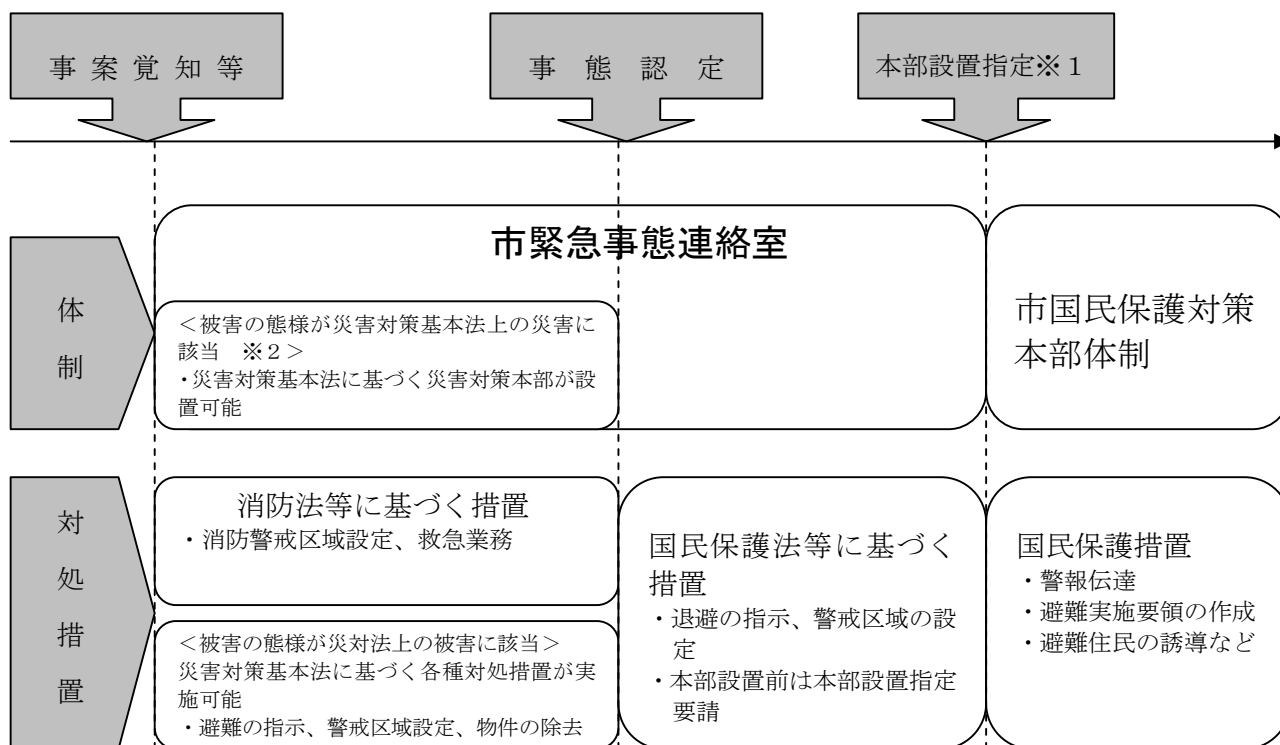 事案覚知等
事態認定
本部設置指定※１
体制
市緊急事態連絡室
＜被害の態様が災害対策基本法上の災害に
該当　※２＞
・災害対策基本法に基づく災害対策本部が設
置可能
市国民保護対策
本部体制
対処措置
消防法等に基づく措置
・消防警戒区域設定、救急業務
＜被害の態様が災対法上の被害に該当＞
災害対策基本法に基づく各種対処措置が実
施可能
・避難の指示、警戒区域設定、物件の除去
国民保護法等に基づく
措置
・退避の指示、警戒区域の設
定
・本部設置前は本部設置指定
要請
国民保護措置
・警報伝達
・避難実施要領の作成
・避難住民の誘導など